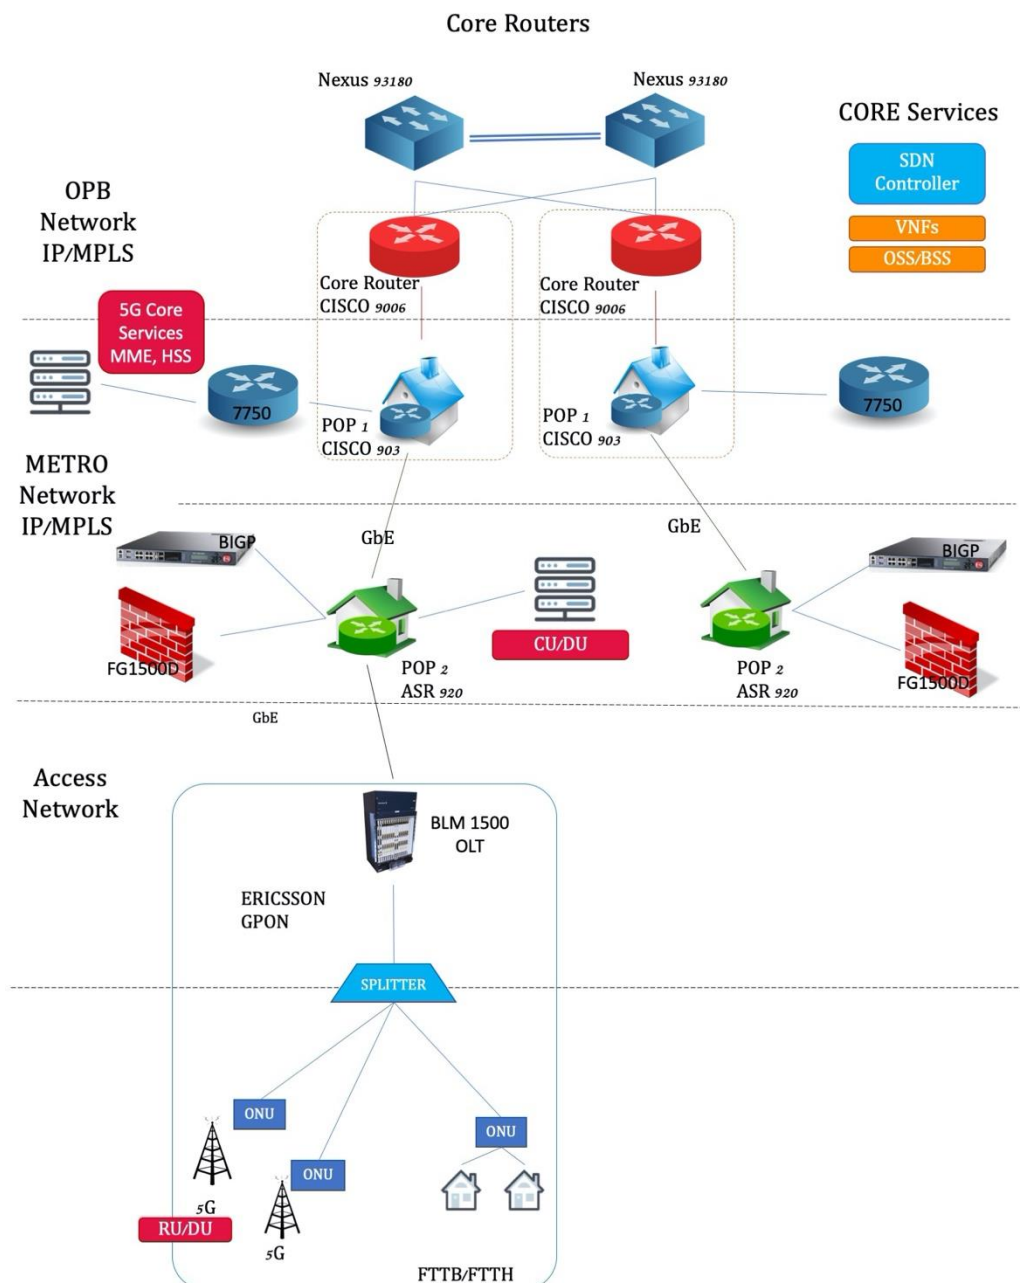 Core Routers
Nexus 93180
Nexus 93180
CORE Services
SDN
Controller
VNFs
OSS/BSS
OPB
Network
IP/MPLS
Core Router
CISCO 9006
Core Router
CISCO 9006
5G Core
Services
MME, HSS
7750
POP 1
CISCO 903
POP 1
CISCO 903
7750
METRO
Network
IP/MPLS
GbE
GbE
BIGP
BIGP
CU/DU
FG1500D
POP 2
ASR 920
POP 2
ASR 920
FG1500D
GbE
Access
Network
BLM 1500
OLT
ERICSSON
GPON
SPLITTER
ONU
ONU
ONU
5G
RU/DU
5G
FTTB/FTTH